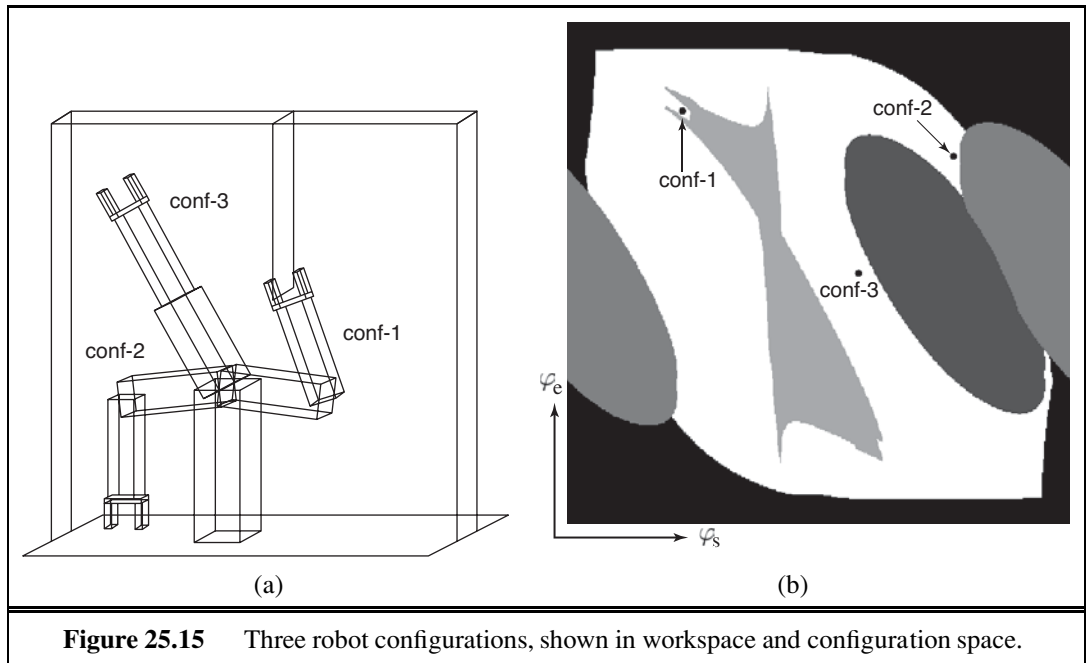 conf-3
conf-1
conf-2
(a)
conf-2
conf-1
conf-3
φe
φs
(b)
Figure 25.15 Three robot configurations, shown in workspace and configuration space.